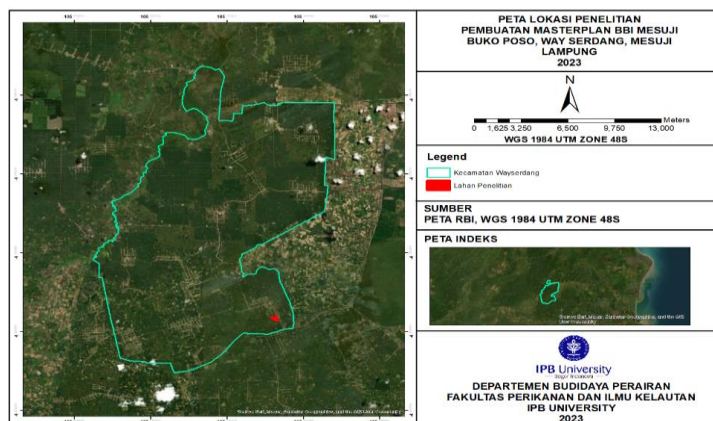 PETA LOKASI PENELITIAN
PEMBUATAN MASTERPLAN BBI MESUJI
BUKO POSO, WAY SERDANG, MESUJI
LAMPUNG
2023
N
Meters
0 1,625 3,250 6,500 9,750 13,000
WGS 1984 UTM ZONE 48S
Legend
Kecamatan Wayserdang
Lahan Penelitian
SUMBER
PETA RBI, WGS 1984 UTM ZONE 48S
PETA INDEKS
IPB University
Bogor Indonesia
DEPARTEMEN BUDIDAYA PERAIRAN
FAKULTAS PERIKANAN DAN ILMU KELAUTAN
IPB UNIVERSITY
2023